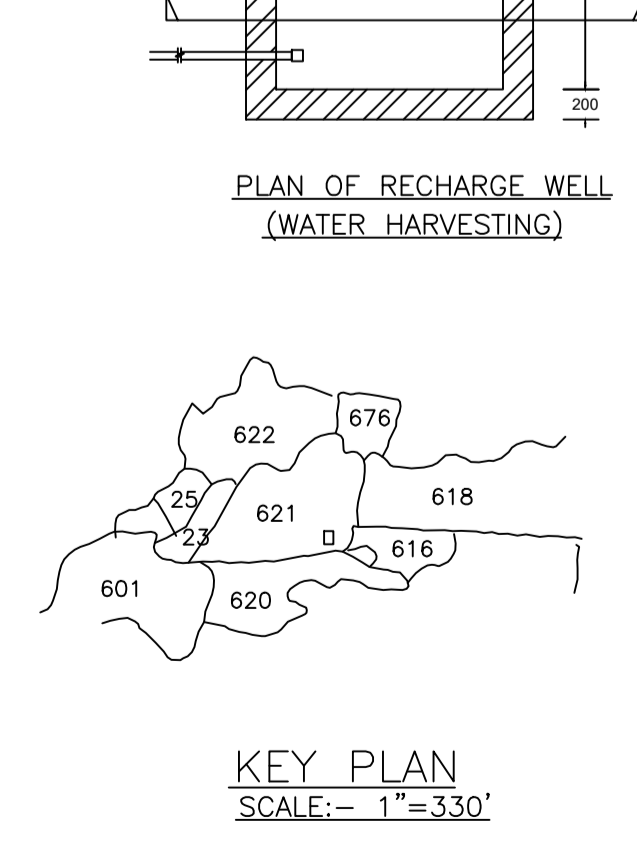 200
PLAN OF RECHARGE WELL
(WATER HARVESTING)
676
622
25
621
618
23
616
601
620
KEY PLAN
SCALE:- 1"=330'